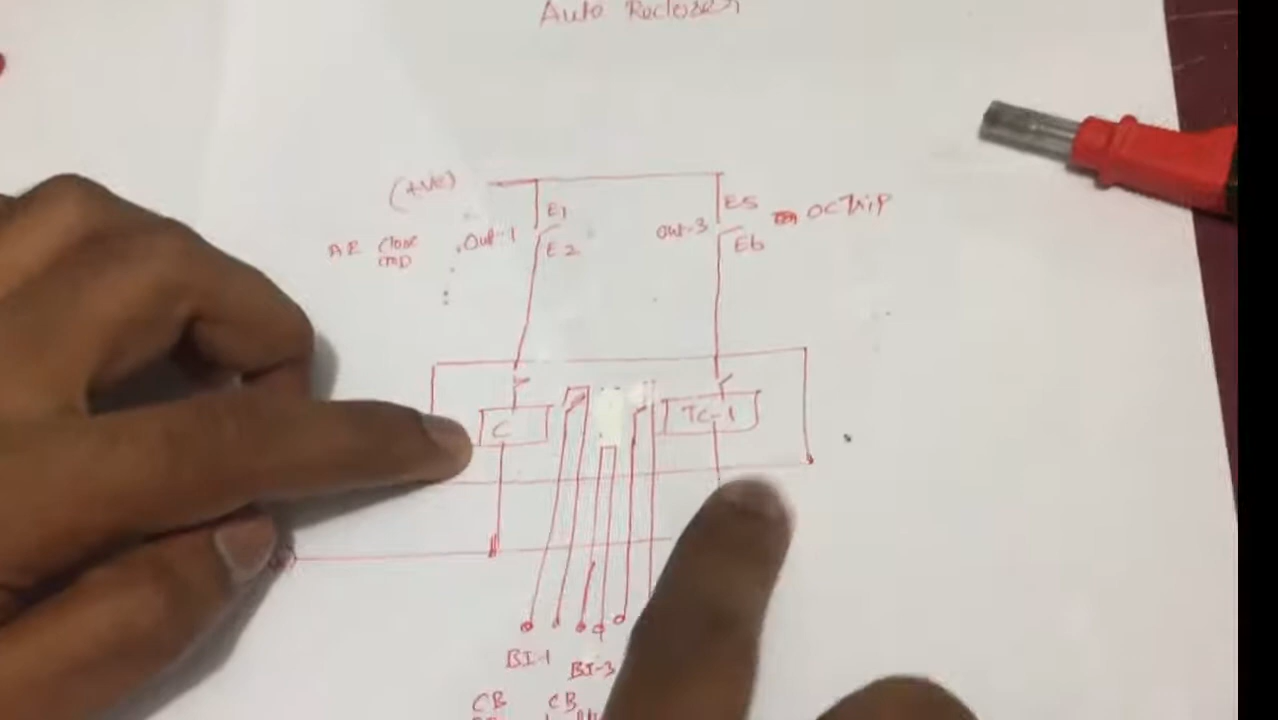 Auto Recloser
(+ve)
E1
E5
OC Trip
Out-1
Out-3
AR Close
CMD
E2
E6
C
TC-1
BI-1
BI-3
CB
CB